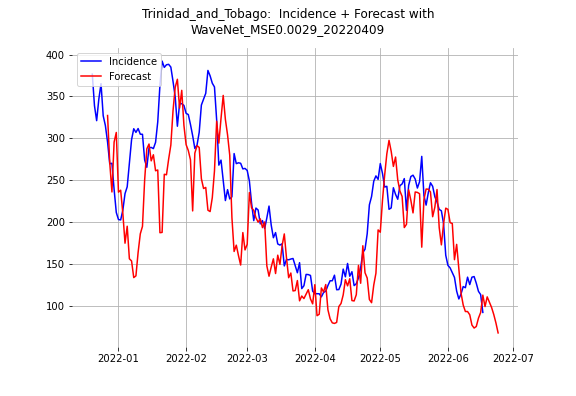 Trinidad_and_Tobago:  Incidence + Forecast with
WaveNet_MSE0.0029_20220409
Incidence
Forecast
400
350
300
250
200
150
100
2022-01 2022-02 2022-03 2022-04 2022-05 2022-06 2022-07